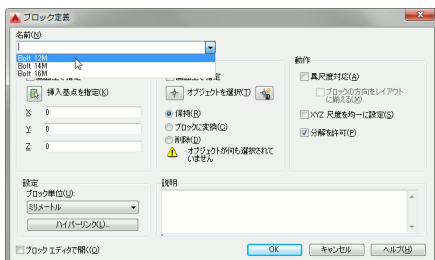 ブロック定義
名前(N):
Bolt 12M
Bolt 14M
Bolt 16M
挿入基点を指定(K)
X: 0
Y: 0
Z: 0
オブジェクトを選択(T)
保持(R)
ブロックに変換(C)
削除(D)
オブジェクトが何も選択されて
いません
動作
異尺度対応(A)
ブロックの方向をレイアウト
に揃える(M)
XYZ 尺度を均一に設定(S)
分解を許可(P)
設定
ブロック単位(U):
ミリメートル
ハイパーリンク(L)...
説明
ブロック エディタで開く(O)
OK
キャンセル
ヘルプ(H)